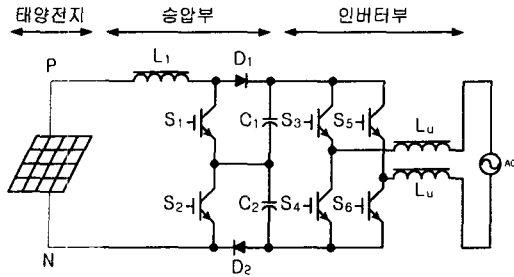 태양전지 승압부 인버터부
P L₁ D₁
S₁ C₁ S₃ S₅
Lu
AC
S₂ C₂ S₄ S₆ Lu
N D₂